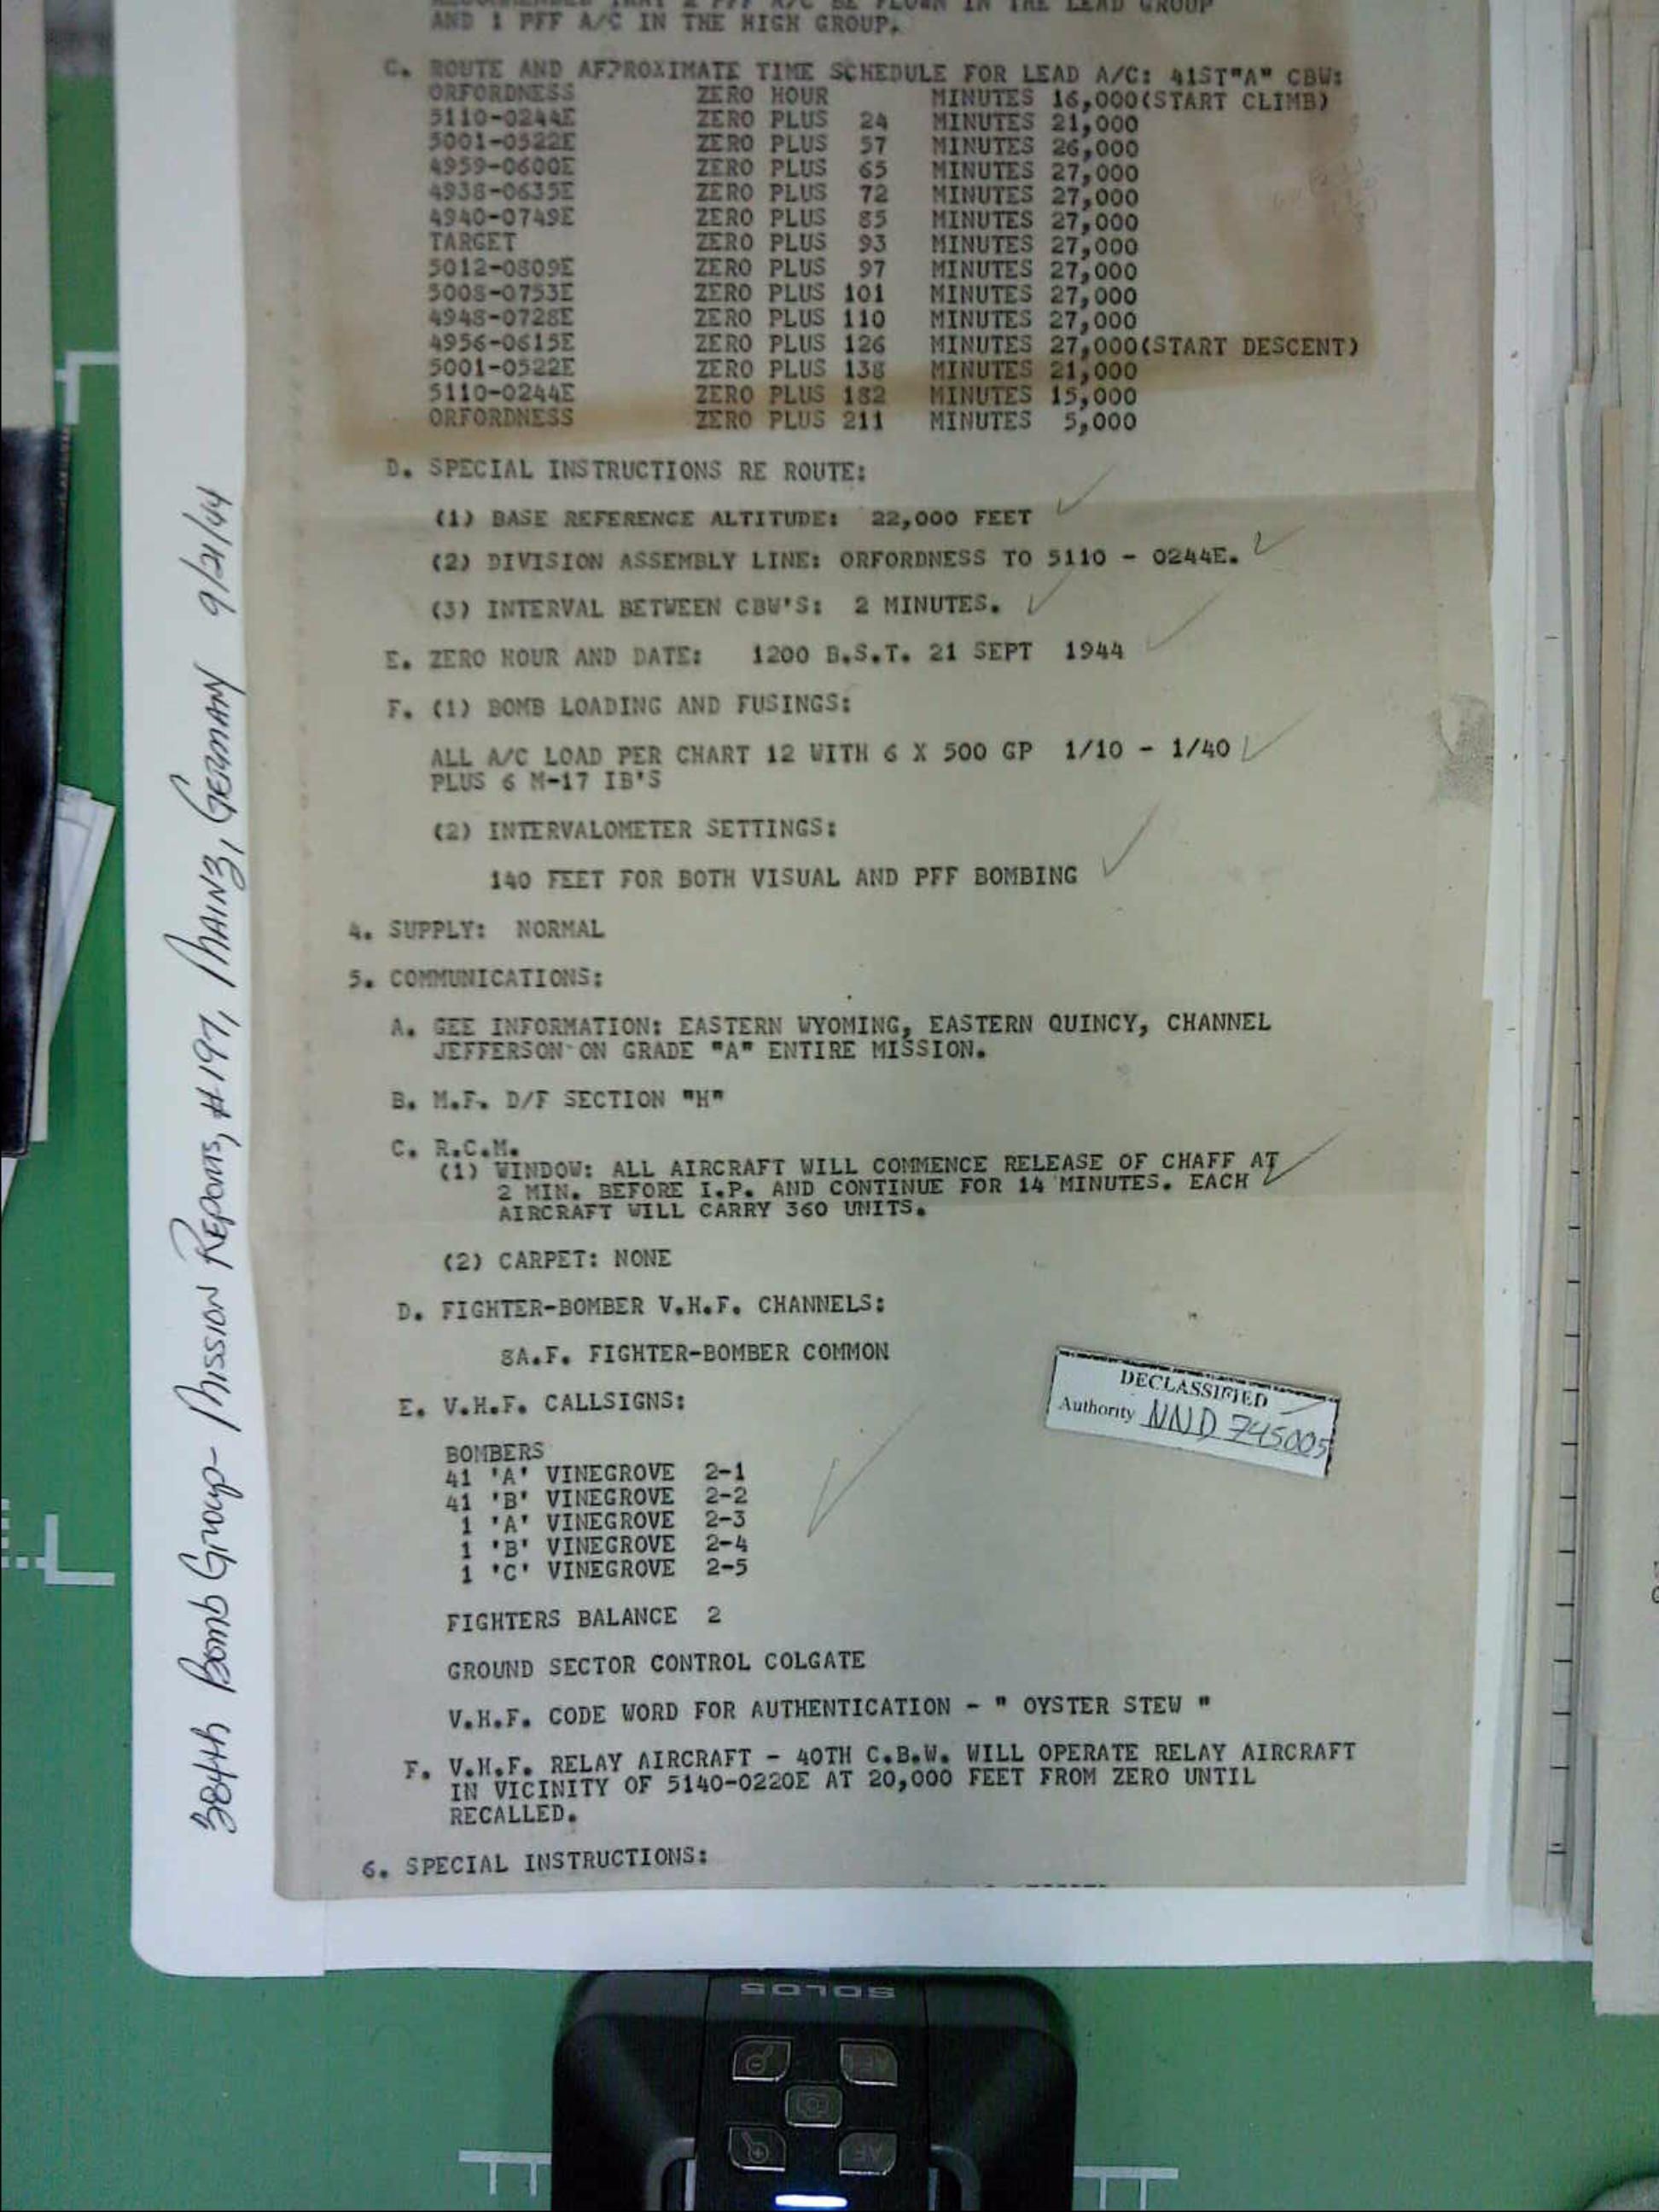 RECOMMENDED THAT 2 PFF A/C BE FLOWN IN THE LEAD GROUP
AND 1 PFF A/C IN THE HIGH GROUP.
C. ROUTE AND APPROXIMATE TIME SCHEDULE FOR LEAD A/C: 41ST"A" CBW:
ORFORDNESS ZERO HOUR MINUTES 16,000(START CLIMB)
5110-0244E ZERO PLUS 24 MINUTES 21,000
5001-0522E ZERO PLUS 57 MINUTES 26,000
4959-0600E ZERO PLUS 65 MINUTES 27,000
4938-0635E ZERO PLUS 72 MINUTES 27,000
4940-0749E ZERO PLUS 85 MINUTES 27,000
TARGET ZERO PLUS 93 MINUTES 27,000
5012-0809E ZERO PLUS 97 MINUTES 27,000
5008-0753E ZERO PLUS 101 MINUTES 27,000
4948-0728E ZERO PLUS 110 MINUTES 27,000
4956-0615E ZERO PLUS 126 MINUTES 27,000(START DESCENT)
5001-0522E ZERO PLUS 138 MINUTES 21,000
5110-0244E ZERO PLUS 182 MINUTES 15,000
ORFORDNESS ZERO PLUS 211 MINUTES 5,000
D. SPECIAL INSTRUCTIONS RE ROUTE:
(1) BASE REFERENCE ALTITUDE: 22,000 FEET
(2) DIVISION ASSEMBLY LINE: ORFORDNESS TO 5110 - 0244E.
(3) INTERVAL BETWEEN CBW'S: 2 MINUTES.
E. ZERO HOUR AND DATE: 1200 B.S.T. 21 SEPT 1944
F. (1) BOMB LOADING AND FUSINGS:
ALL A/C LOAD PER CHART 12 WITH 6 X 500 GP 1/10 - 1/40
PLUS 6 M-17 IB'S
(2) INTERVALOMETER SETTINGS:
140 FEET FOR BOTH VISUAL AND PFF BOMBING
4. SUPPLY: NORMAL
5. COMMUNICATIONS:
A. GEE INFORMATION: EASTERN WYOMING, EASTERN QUINCY, CHANNEL
JEFFERSON ON GRADE "A" ENTIRE MISSION.
B. M.F. D/F SECTION "H"
C. R.C.M.
(1) WINDOW: ALL AIRCRAFT WILL COMMENCE RELEASE OF CHAFF AT
2 MIN. BEFORE I.P. AND CONTINUE FOR 14 MINUTES. EACH
AIRCRAFT WILL CARRY 360 UNITS.
(2) CARPET: NONE
D. FIGHTER-BOMBER V.H.F. CHANNELS:
8A.F. FIGHTER-BOMBER COMMON
E. V.H.F. CALLSIGNS:
BOMBERS
41 'A' VINEGROVE 2-1
41 'B' VINEGROVE 2-2
1 'A' VINEGROVE 2-3
1 'B' VINEGROVE 2-4
1 'C' VINEGROVE 2-5
FIGHTERS BALANCE 2
GROUND SECTOR CONTROL COLGATE
V.H.F. CODE WORD FOR AUTHENTICATION - " OYSTER STEW "
F. V.H.F. RELAY AIRCRAFT - 40TH C.B.W. WILL OPERATE RELAY AIRCRAFT
IN VICINITY OF 5140-0220E AT 20,000 FEET FROM ZERO UNTIL
RECALLED.
6. SPECIAL INSTRUCTIONS:
DECLASSIFIED
Authority NND 745005
384th Bomb Group - Mission Reports, #197, Mainz, Germany 9/21/44
SOLOS
AF-L
AF